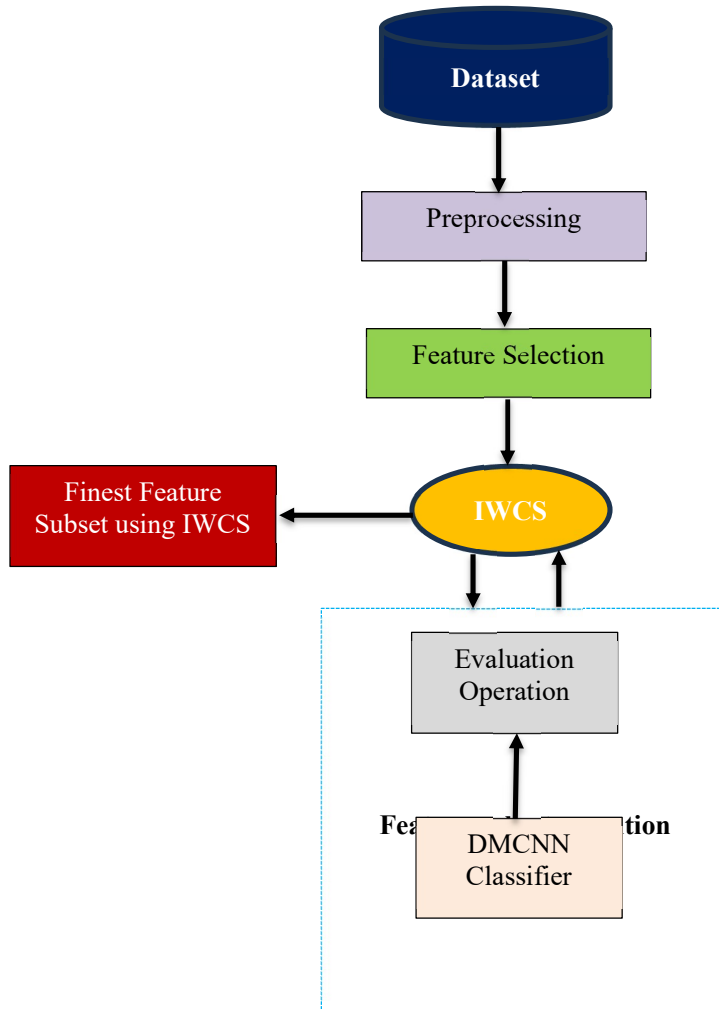 Dataset
Preprocessing
Feature Selection
Finest Feature
Subset using IWCS
IWCS
Evaluation
Operation
DMCNN
Classifier